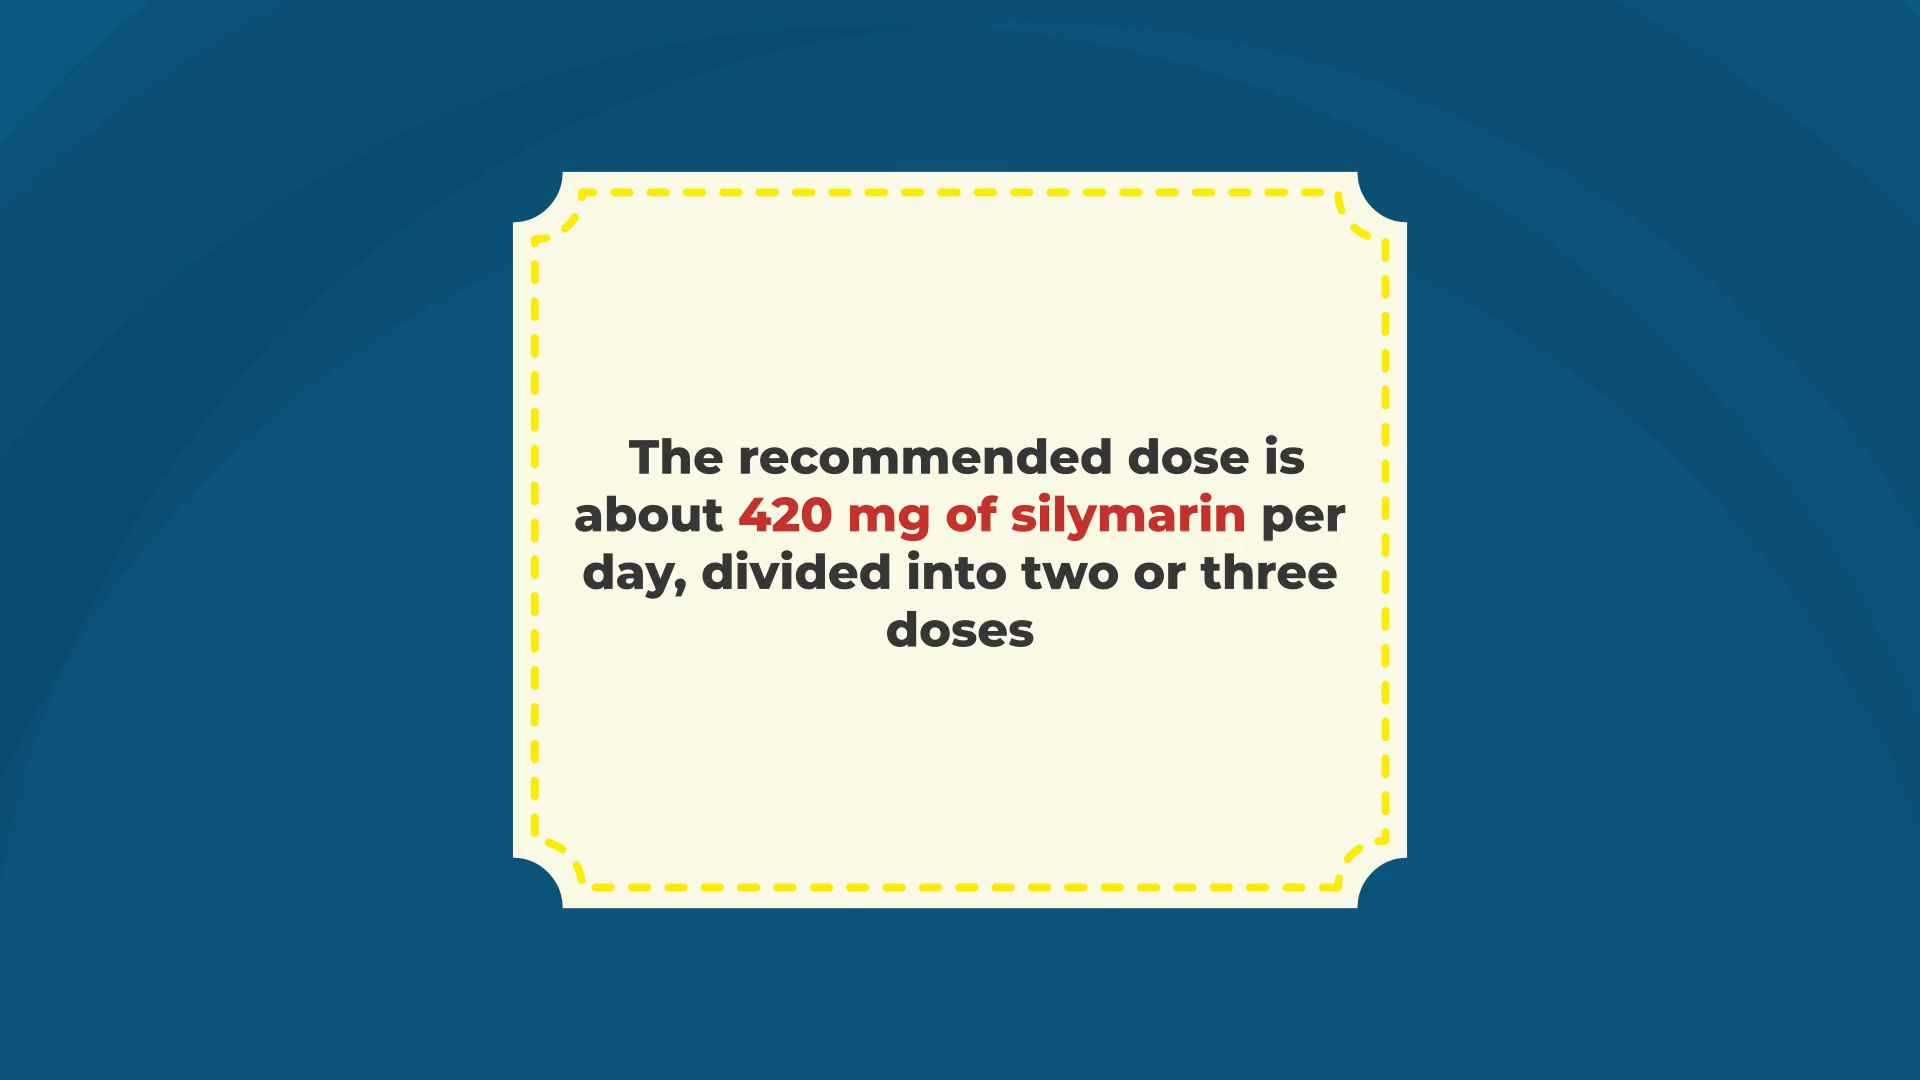 The recommended dose is
about 420 mg of silymarin per
day, divided into two or three
doses